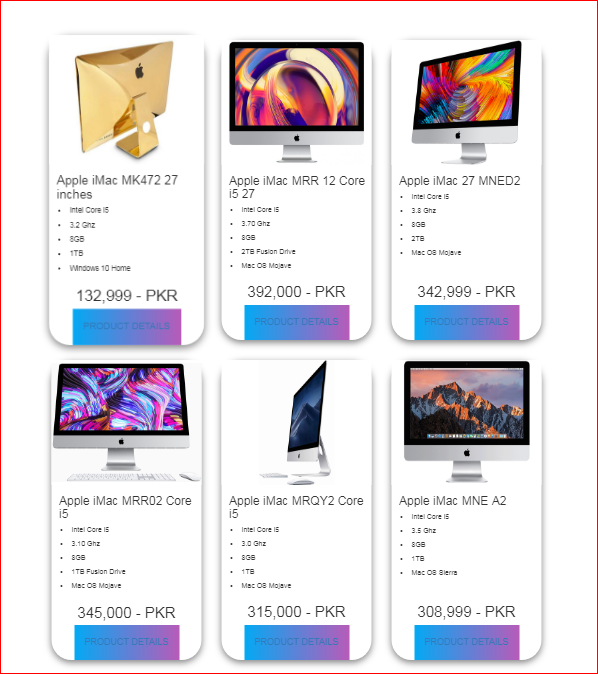 Apple iMac MK472 27
inches
Intel Core i5
3.2 Ghz
8GB
1TB
Windows 10 Home
132,999 - PKR
PRODUCT DETAILS
Apple iMac MRR 12 Core
i5 27
Intel Core i5
3.70 Ghz
8GB
2TB Fusion Drive
Mac OS Mojave
392,000 - PKR
PRODUCT DETAILS
Apple iMac 27 MNED2
Intel Core i5
3.8 Ghz
8GB
2TB
Mac OS Mojave
342,999 - PKR
PRODUCT DETAILS
Apple iMac MRR02 Core
i5
Intel Core i5
3.10 Ghz
8GB
1TB Fusion Drive
Mac OS Mojave
345,000 - PKR
PRODUCT DETAILS
Apple iMac MRQY2 Core
i5
Intel Core i5
3.0 Ghz
8GB
1TB
Mac OS Mojave
315,000 - PKR
PRODUCT DETAILS
Apple iMac MNE A2
Intel Core i5
3.5 Ghz
8GB
1TB
Mac OS Sierra
308,999 - PKR
PRODUCT DETAILS